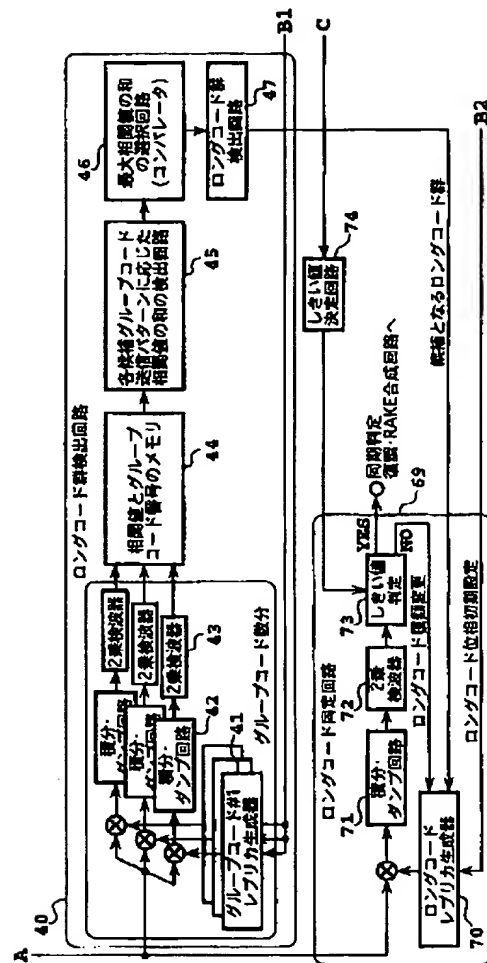 A
40
ロングコード群検出回路
2乗検波器
2乗検波器
2乗検波器
43
積分・
ダンプ回路
積分・
ダンプ回路
積分・
ダンプ回路
42
41
グループコード#1
レプリカ生成器
グループコード数分
相関値とグループ
コード番号のメモリ
44
各候補グループコード
送信パターンに応じた
相関値の和の検出回路
45
最大相関値の和
の選択回路
(コンパレータ)
46
ロングコード群
検出回路
47
B1
C
しきい値
決定回路
74
候補となるロングコード群
B2
ロングコード同定回路
積分・
ダンプ回路
71
2乗
検波器
72
しきい値
判定
73
YES
NO
同期判定
復調・RAKE合成回路へ
69
ロングコード候補変更
ロングコード位相初期設定
ロングコード
レプリカ生成器
70